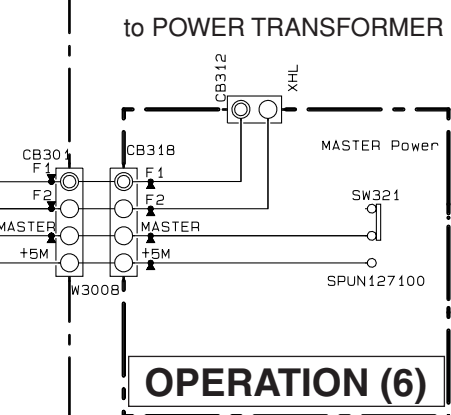 to POWER TRANSFORMER
CB312
XHL
MASTER Power
CB301
CB318
F1
F1
F2
F2
SW321
MASTER
MASTER
+5M
+5M
SPUN127100
W3008
OPERATION (6)